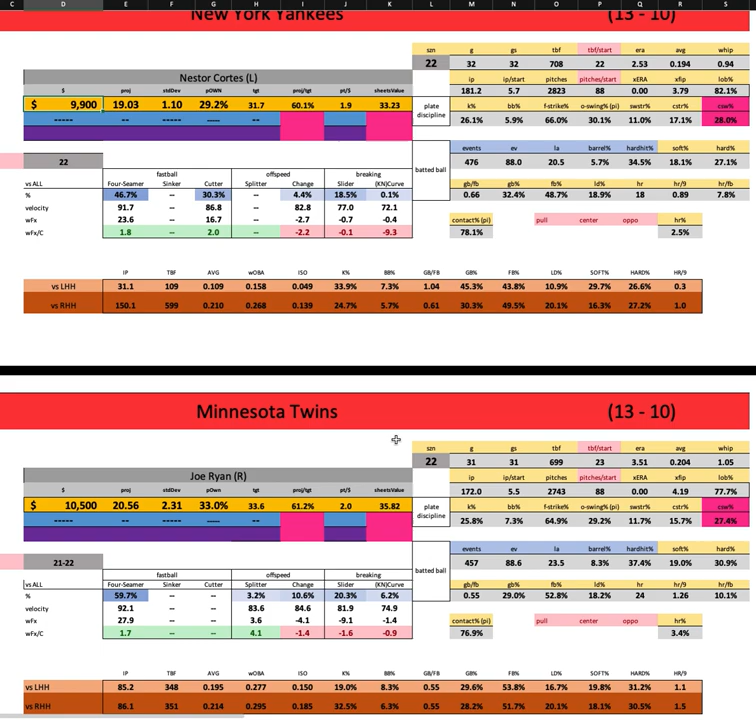 C D E F G H I J K L M N O P Q R S
New York Yankees (13 - 10)
szn g gs tbf tbf/start era avg whip
22 32 32 708 22 2.53 0.194 0.94
Nestor Cortes (L)
ip ip/start pitches pitches/start xERA xfip lob%
181.2 5.7 2823 88 0.00 3.79 82.1%
$ proj stdDev pOWN tgt proj/tgt pt/$ sheetsValue
$ 9,900 19.03 1.10 29.2% 31.7 60.1% 1.9 33.23
plate discipline
k% bb% f-strike% o-swing% (pi) swstr% cstr% csw%
26.1% 5.9% 66.0% 30.1% 11.0% 17.1% 28.0%
----- -- -- ---- --
batted ball
events ev la barrel% hardhit% soft% hard%
476 88.0 20.5 5.7% 34.5% 18.1% 27.1%
22
fastball offspeed breaking
gb/fb gb% fb% ld% hr hr/9 hr/fb
0.66 32.4% 48.7% 18.9% 18 0.89 7.8%
vs ALL Four-Seamer Sinker Cutter Splitter Change Slider (KN)Curve
% 46.7% -- 30.3% -- 4.4% 18.5% 0.1%
velocity 91.7 -- 86.8 -- 82.8 77.0 72.1
wFx 23.6 -- 16.7 -- -2.7 -0.7 -0.4
wFx/C 1.8 -- 2.0 -- -2.2 -0.1 -9.3
contact% (pi) pull center oppo hr%
78.1% 2.5%
IP TBF AVG wOBA ISO K% BB% GB/FB GB% FB% LD% SOFT% HARD% HR/9
vs LHH 31.1 109 0.109 0.158 0.049 33.9% 7.3% 1.04 45.3% 43.8% 10.9% 29.7% 26.6% 0.3
vs RHH 150.1 599 0.210 0.268 0.139 24.7% 5.7% 0.61 30.3% 49.5% 20.1% 16.3% 27.2% 1.0
Minnesota Twins (13 - 10)
szn g gs tbf tbf/start era avg whip
22 31 31 699 23 3.51 0.204 1.05
Joe Ryan (R)
ip ip/start pitches pitches/start xERA xfip lob%
172.0 5.5 2743 88 0.00 4.19 77.7%
$ proj stdDev pOwn tgt proj/tgt pt/$ sheetsValue
$ 10,500 20.56 2.31 33.0% 33.6 61.2% 2.0 35.82
plate discipline
k% bb% f-strike% o-swing% (pi) swstr% cstr% csw%
25.8% 7.3% 64.9% 29.2% 11.7% 15.7% 27.4%
----- -- -- ---- --
batted ball
events ev la barrel% hardhit% soft% hard%
457 88.6 23.5 8.3% 37.4% 19.0% 30.9%
21-22
fastball offspeed breaking
gb/fb gb% fb% ld% hr hr/9 hr/fb
0.55 29.0% 52.8% 18.2% 24 1.26 10.1%
vs ALL Four-Seamer Sinker Cutter Splitter Change Slider (KN)Curve
% 59.7% -- -- 3.2% 10.6% 20.3% 6.2%
velocity 92.1 -- -- 83.6 84.6 81.9 74.9
wFx 27.9 -- -- 3.6 -4.1 -9.1 -1.4
wFx/C 1.7 -- -- 4.1 -1.4 -1.6 -0.9
contact% (pi) pull center oppo hr%
76.9% 3.4%
IP TBF AVG wOBA ISO K% BB% GB/FB GB% FB% LD% SOFT% HARD% HR/9
vs LHH 85.2 348 0.195 0.277 0.150 19.0% 8.3% 0.55 29.6% 53.8% 16.7% 19.8% 31.2% 1.1
vs RHH 86.1 351 0.214 0.295 0.185 32.5% 6.3% 0.55 28.2% 51.7% 20.1% 18.1% 30.5% 1.5